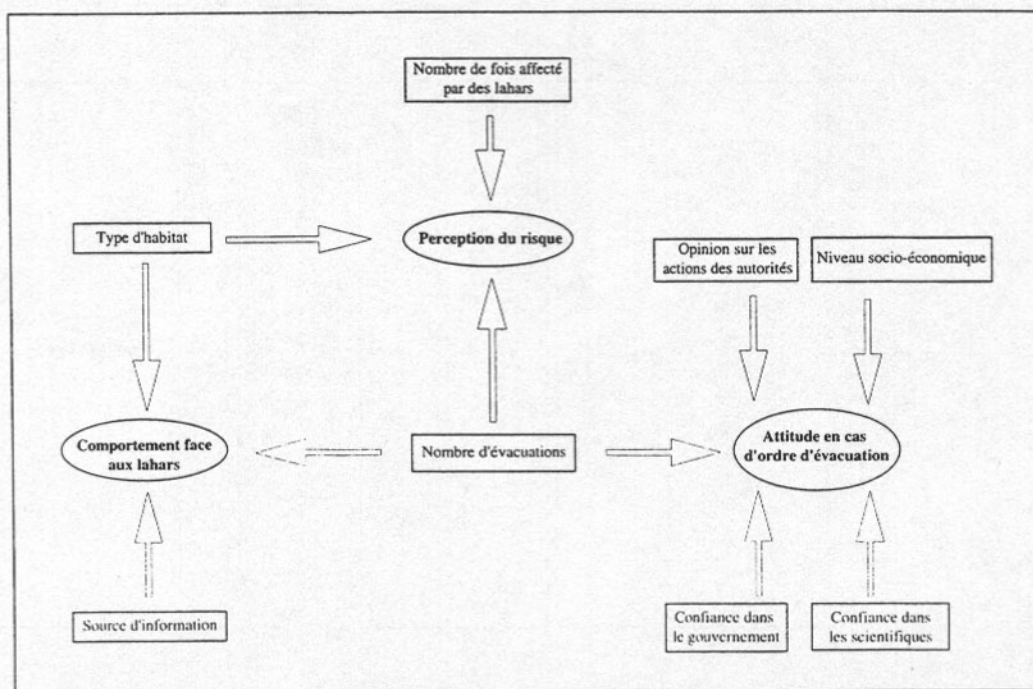 Nombre de fois affecté
par des lahars
Type d'habitat
Perception du risque
Opinion sur les
actions des autorités
Niveau socio-économique
Comportement face
aux lahars
Nombre d'évacuations
Attitude en cas
d'ordre d'évacuation
Source d'information
Confiance dans
le gouvernement
Confiance dans
les scientifiques